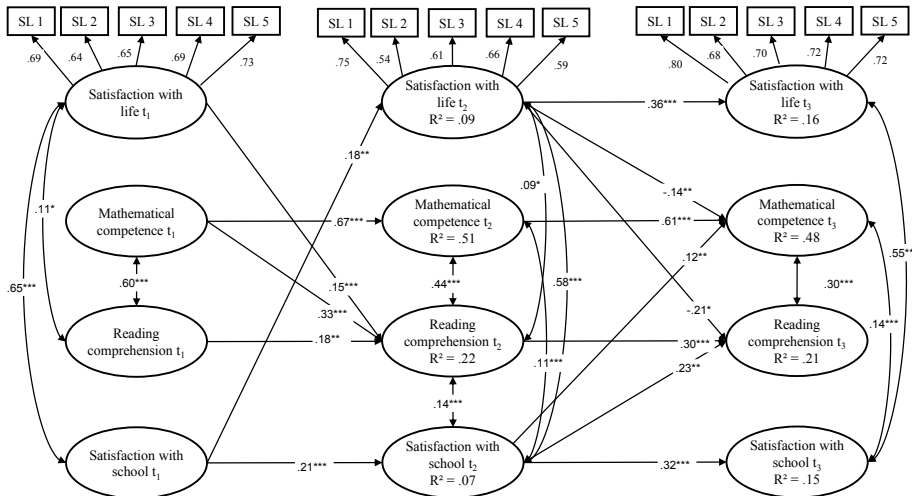 SL 1 SL 2 SL 3 SL 4 SL 5
SL 1 SL 2 SL 3 SL 4 SL 5
SL 1 SL 2 SL 3 SL 4 SL 5
.69 .64 .65 .69 .73
.75 .54 .61 .66 .59
.80 .68 .70 .72 .72
Satisfaction with
life t₁
Satisfaction with
life t₂
R² = .09
.36***
Satisfaction with
life t₃
R² = .16
.18**
.09*
-.14**
.11*
Mathematical
competence t₁
.67***
Mathematical
competence t₂
R² = .51
.61***
Mathematical
competence t₃
R² = .48
.12**
.55**
.65***
.60***
.15***
.44***
.58***
.30***
.33***
-.21*
.14***
Reading
comprehension t₁
.18**
Reading
comprehension t₂
R² = .22
.30***
Reading
comprehension t₃
R² = .21
.11***
.23**
.14***
Satisfaction with
school t₁
.21***
Satisfaction with
school t₂
R² = .07
.32***
Satisfaction with
school t₃
R² = .15